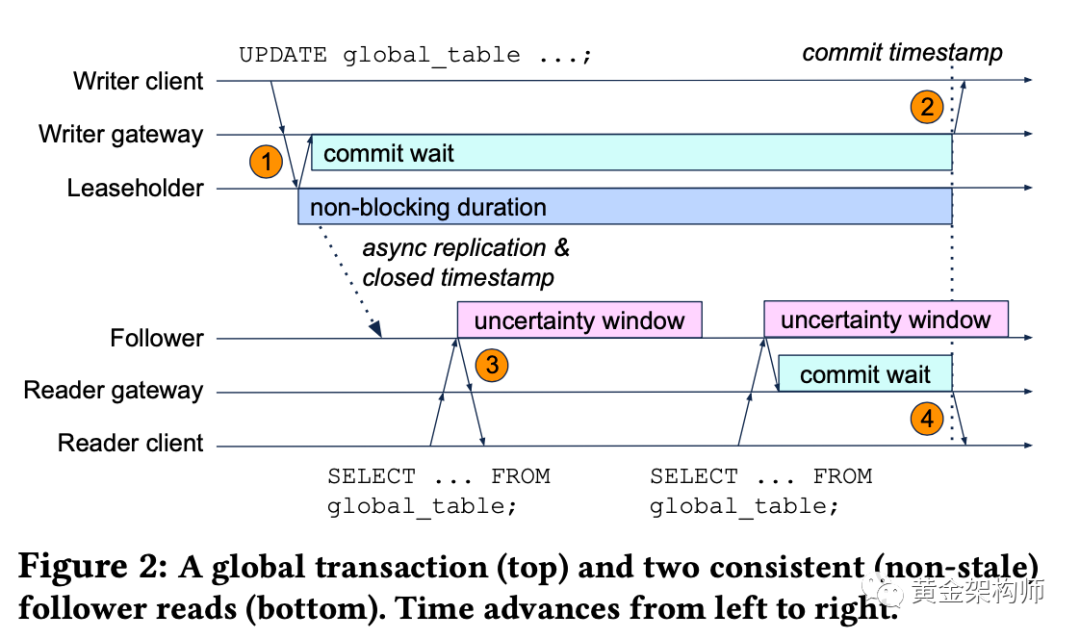 UPDATE global_table ...;
commit timestamp
Writer client
2
Writer gateway
1
commit wait
Leaseholder
non-blocking duration
async replication &
closed timestamp
Follower
uncertainty window
uncertainty window
3
Reader gateway
commit wait
4
Reader client
SELECT ... FROM
global_table;
SELECT ... FROM
global_table;
Figure 2: A global transaction (top) and two consistent (non-stale)
follower reads (bottom). Time advances from left to right.
黄金架构师